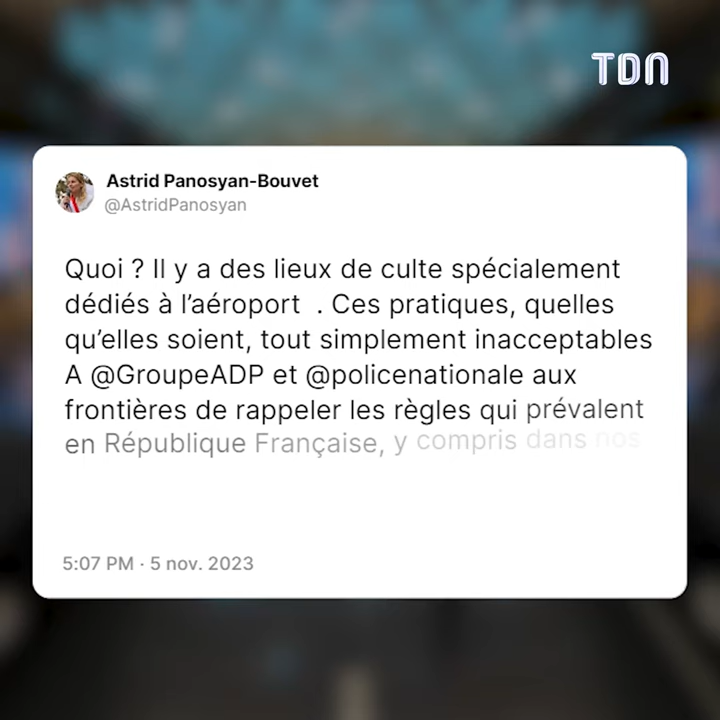 TDN
Astrid Panosyan-Bouvet
@AstridPanosyan
Quoi ? Il y a des lieux de culte spécialement
dédiés à l’aéroport  . Ces pratiques, quelles
qu’elles soient, tout simplement inacceptables
A @GroupeADP et @policenationale aux
frontières de rappeler les règles qui prévalent
en République Française, y compris dans nos
5:07 PM · 5 nov. 2023